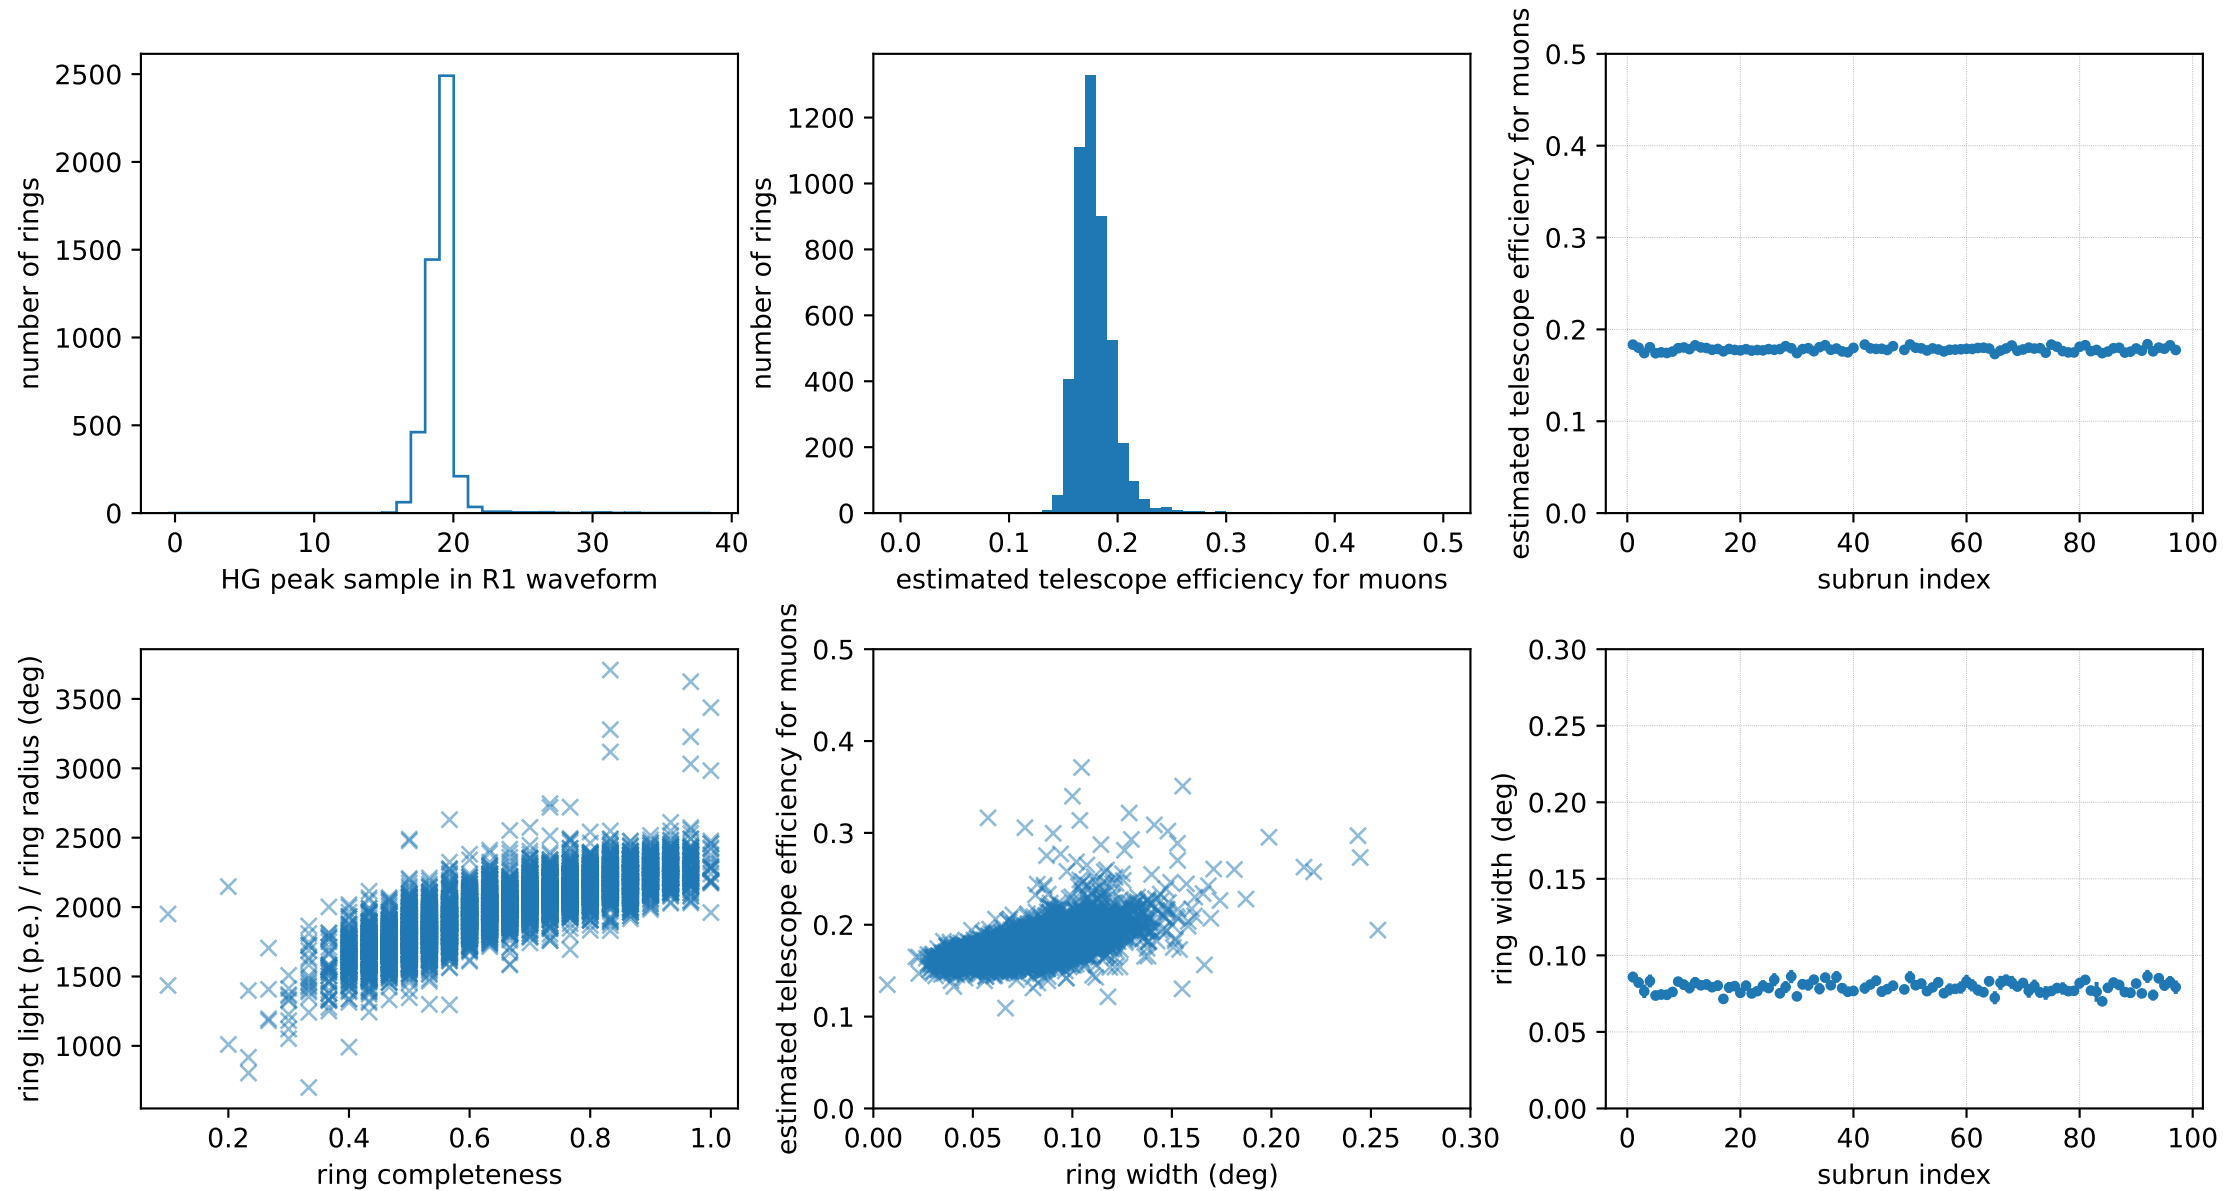 2500
2000
1500
1000
500
0
number of rings
0 10 20 30 40
HG peak sample in R1 waveform
1200
1000
800
600
400
200
0
number of rings
0.0 0.1 0.2 0.3 0.4 0.5
estimated telescope efficiency for muons
0.5
0.4
0.3
0.2
0.1
0.0
estimated telescope efficiency for muons
0 20 40 60 80 100
subrun index
3500
3000
2500
2000
1500
1000
ring light (p.e.) / ring radius (deg)
0.2 0.4 0.6 0.8 1.0
ring completeness
0.5
0.4
0.3
0.2
0.1
0.0
estimated telescope efficiency for muons
0.00 0.05 0.10 0.15 0.20 0.25 0.30
ring width (deg)
0.30
0.25
0.20
0.15
0.10
0.05
0.00
ring width (deg)
0 20 40 60 80 100
subrun index